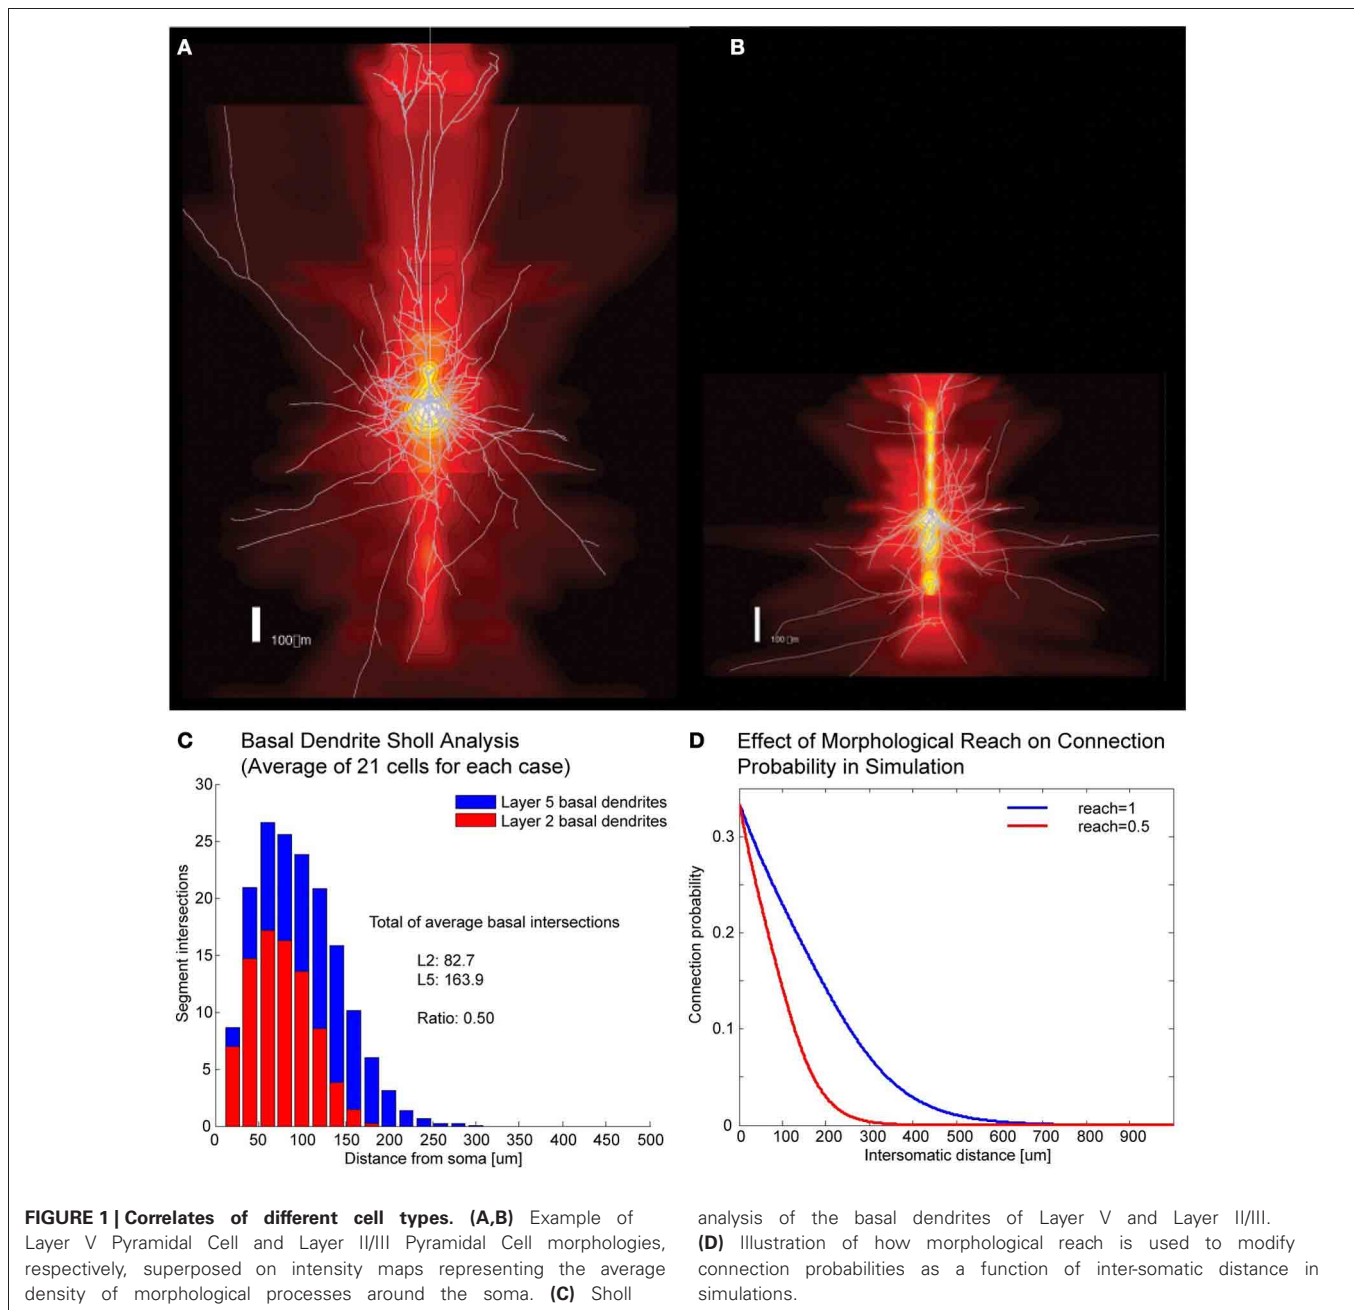 A
B
100▯m
100▯m
C Basal Dendrite Sholl Analysis
(Average of 21 cells for each case)
30
25
20
15
10
5
0
Segment intersections
Layer 5 basal dendrites
Layer 2 basal dendrites
Total of average basal intersections
L2: 82.7
L5: 163.9
Ratio: 0.50
0 50 100 150 200 250 300 350 400 450 500
Distance from soma [um]
D Effect of Morphological Reach on Connection
Probability in Simulation
0.3
0.2
0.1
0
Connection probability
reach=1
reach=0.5
0 100 200 300 400 500 600 700 800 900
Intersomatic distance [um]
FIGURE 1 | Correlates of different cell types. (A,B) Example of
Layer V Pyramidal Cell and Layer II/III Pyramidal Cell morphologies,
respectively, superposed on intensity maps representing the average
density of morphological processes around the soma. (C) Sholl
analysis of the basal dendrites of Layer V and Layer II/III.
(D) Illustration of how morphological reach is used to modify
connection probabilities as a function of inter-somatic distance in
simulations.